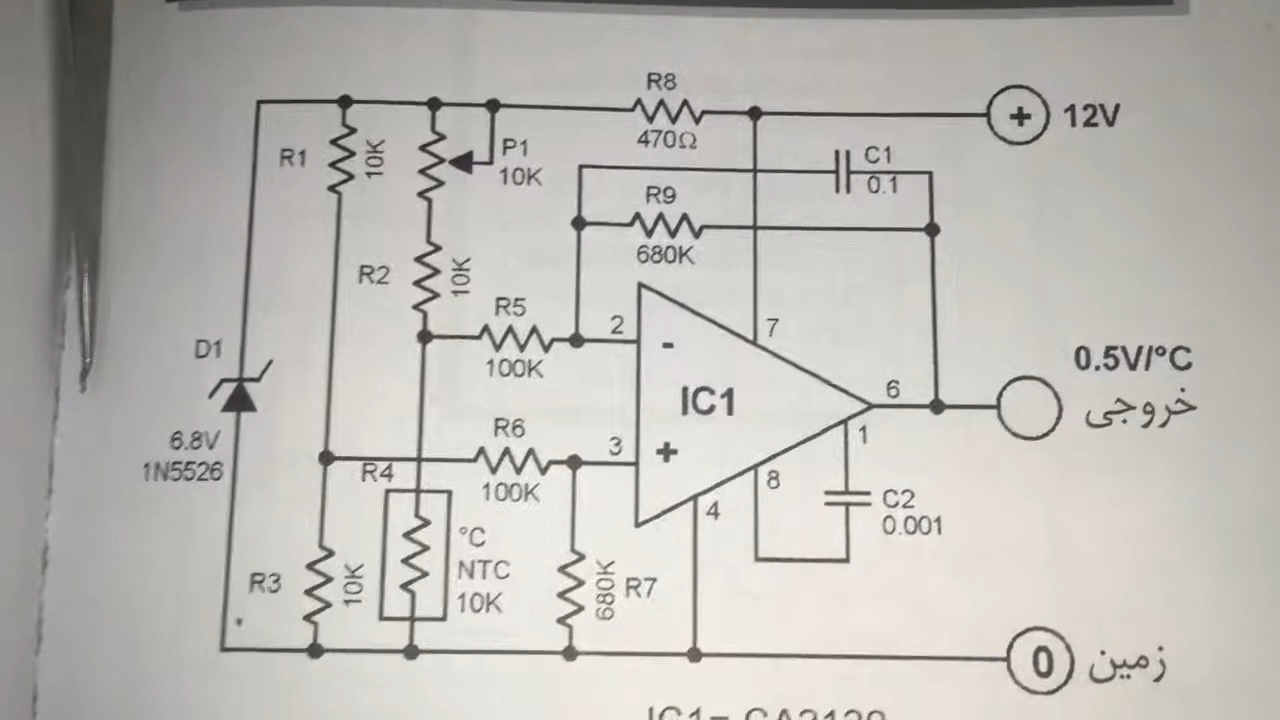 R8
470Ω
+
12V
R1
10K
P1
10K
C1
0.1
R9
680K
R2
10K
R5
100K
2
-
7
D1
6.8V
1N5526
IC1
6
0.5V/°C
خروجی
R6
100K
3
+
1
R4
8
4
C2
0.001
°C
NTC
10K
R3
10K
680K
R7
0
زمین
IC1= CA3130